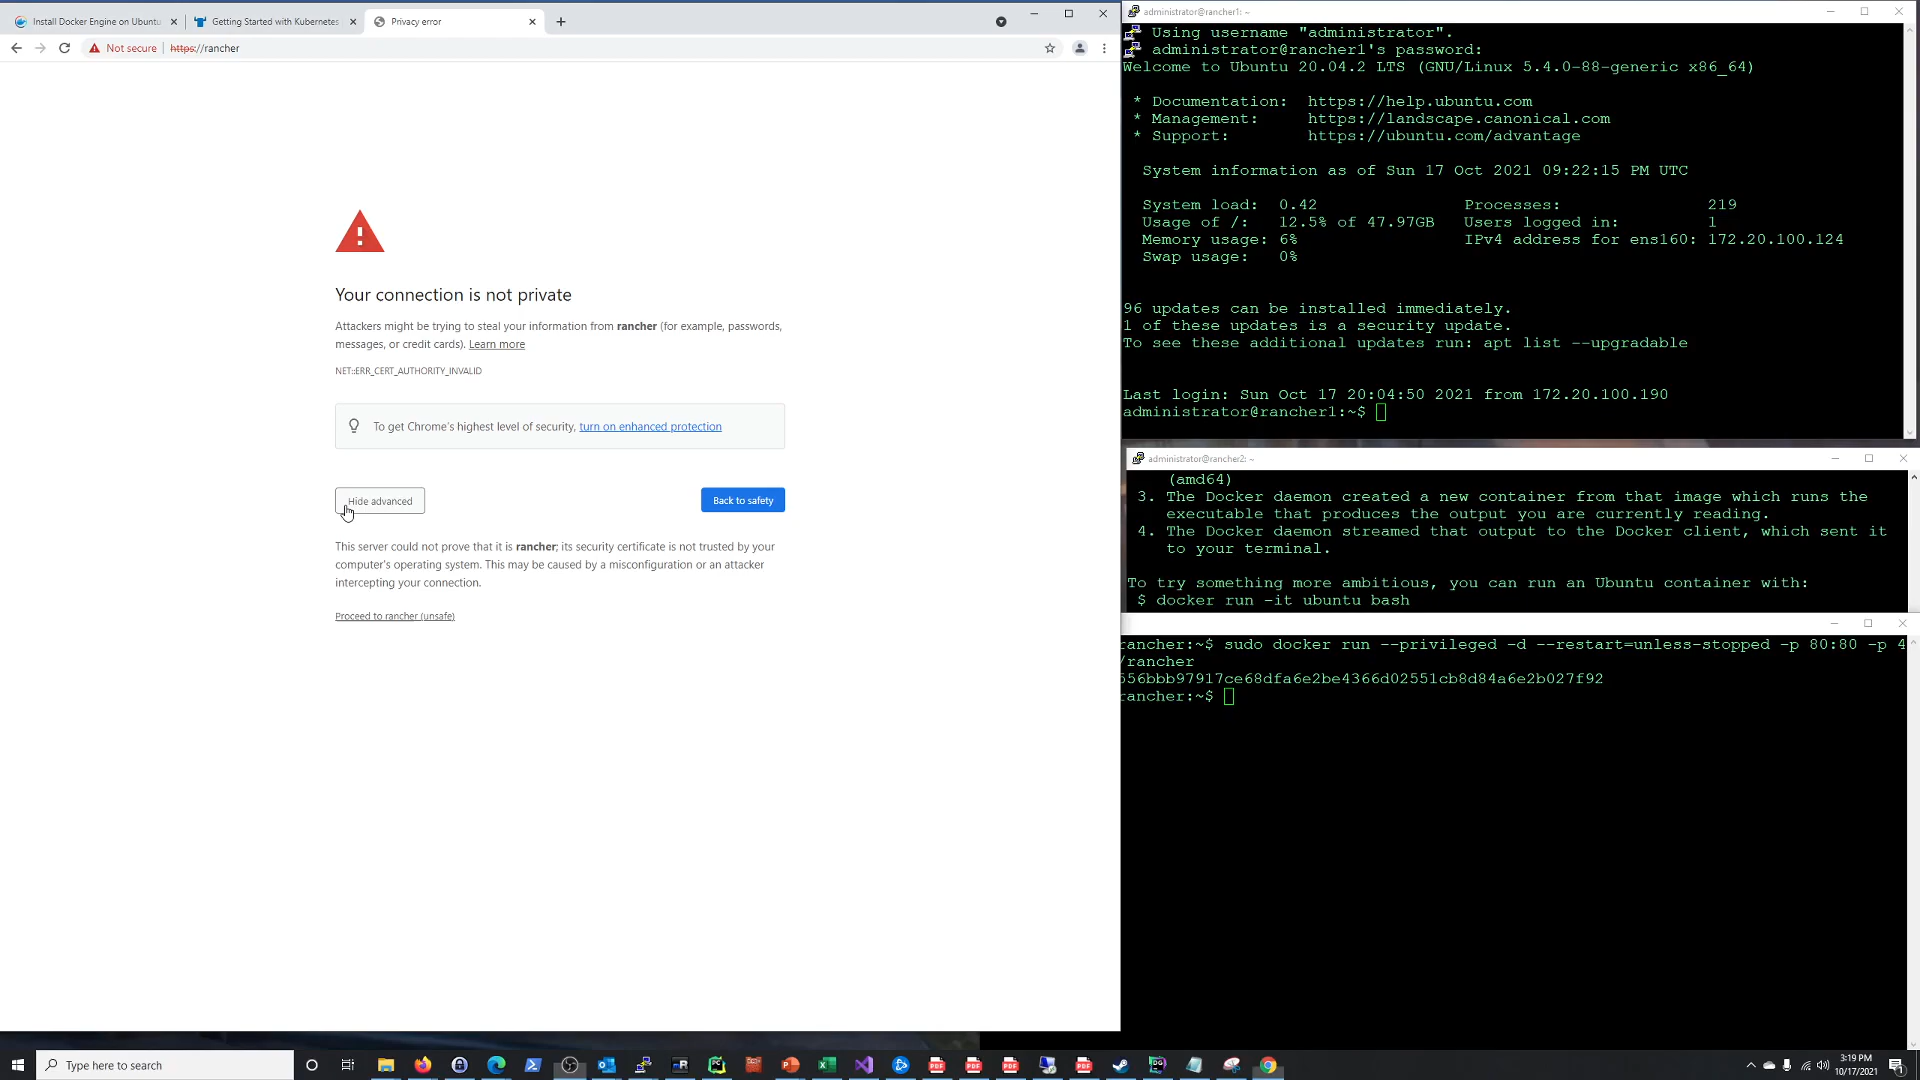 Install Docker Engine on Ubuntu
Getting Started with Kubernetes
Privacy error
Not secure
https://rancher
Your connection is not private
Attackers might be trying to steal your information from rancher (for example, passwords,
messages, or credit cards). Learn more
NET::ERR_CERT_AUTHORITY_INVALID
To get Chrome's highest level of security, turn on enhanced protection
Hide advanced
Back to safety
This server could not prove that it is rancher; its security certificate is not trusted by your
computer's operating system. This may be caused by a misconfiguration or an attacker
intercepting your connection.
Proceed to rancher (unsafe)
administrator@rancher1: ~
Using username "administrator".
administrator@rancher1's password:
Welcome to Ubuntu 20.04.2 LTS (GNU/Linux 5.4.0-88-generic x86_64)
* Documentation: https://help.ubuntu.com
* Management: https://landscape.canonical.com
* Support: https://ubuntu.com/advantage
System information as of Sun 17 Oct 2021 09:22:15 PM UTC
System load: 0.42 Processes: 219
Usage of /: 12.5% of 47.97GB Users logged in: 1
Memory usage: 6% IPv4 address for ens160: 172.20.100.124
Swap usage: 0%
96 updates can be installed immediately.
1 of these updates is a security update.
To see these additional updates run: apt list --upgradable
Last login: Sun Oct 17 20:04:50 2021 from 172.20.100.190
administrator@rancher1:~$
administrator@rancher2: ~
(amd64)
3. The Docker daemon created a new container from that image which runs the
executable that produces the output you are currently reading.
4. The Docker daemon streamed that output to the Docker client, which sent it
to your terminal.
To try something more ambitious, you can run an Ubuntu container with:
$ docker run -it ubuntu bash
rancher:~$ sudo docker run --privileged -d --restart=unless-stopped -p 80:80 -p 4
/rancher
556bbb97917ce68dfa6e2be4366d02551cb8d84a6e2b027f92
rancher:~$
Type here to search
3:19 PM
10/17/2021